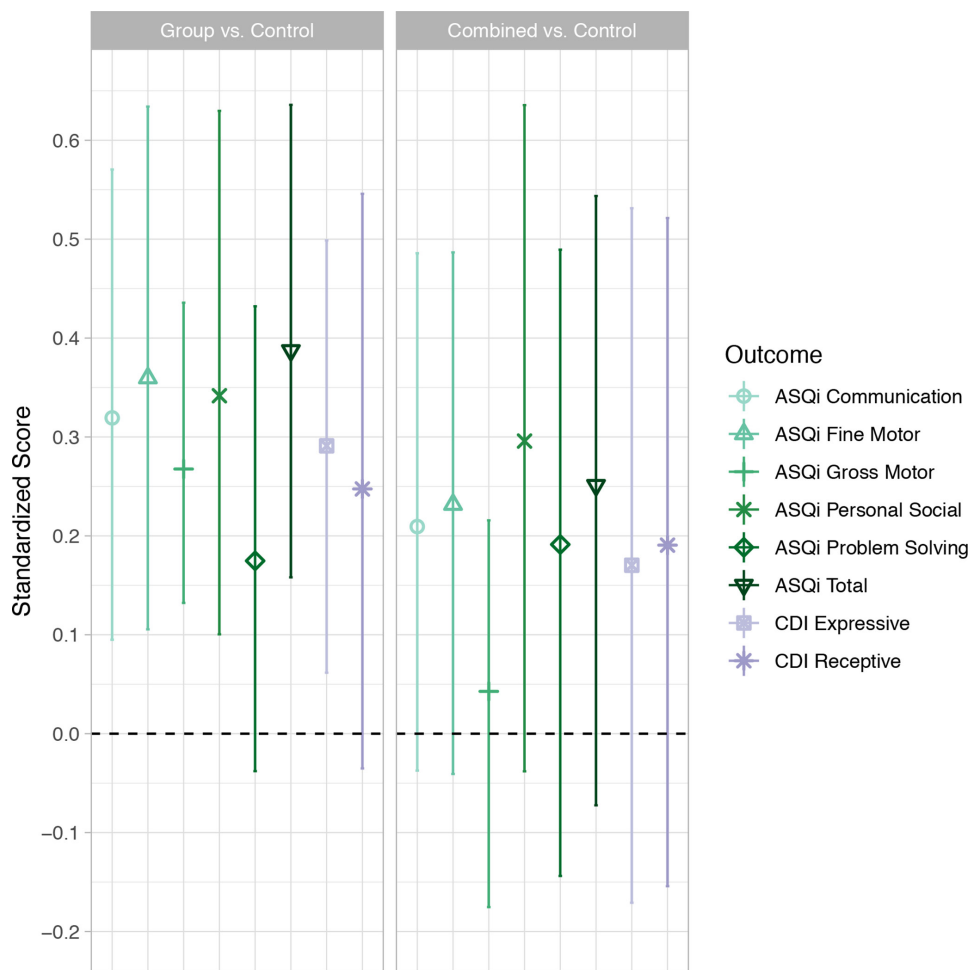 Group vs. Control
Combined vs. Control
Standardized Score
0.6
0.5
0.4
0.3
0.2
0.1
0.0
−0.1
−0.2
Outcome
ASQi Communication
ASQi Fine Motor
ASQi Gross Motor
ASQi Personal Social
ASQi Problem Solving
ASQi Total
CDI Expressive
CDI Receptive